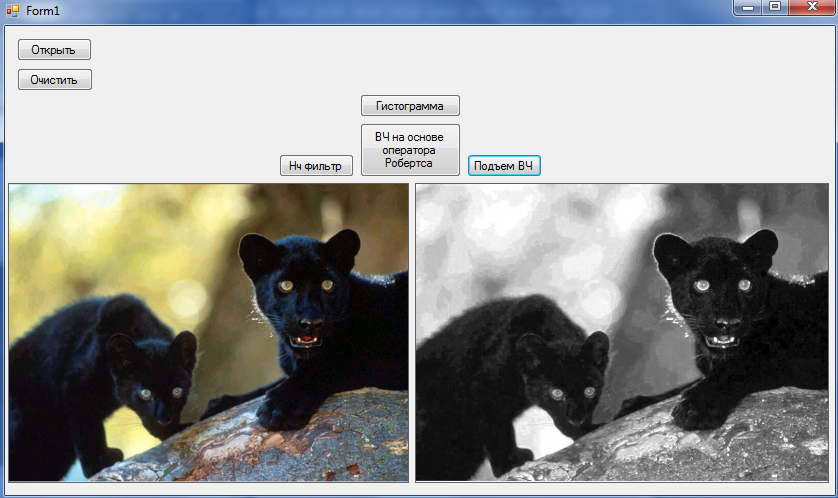 Form1
Открыть
Очистить
Гистограмма
ВЧ на основе
оператора
Робертса
Нч фильтр
Подъем ВЧ